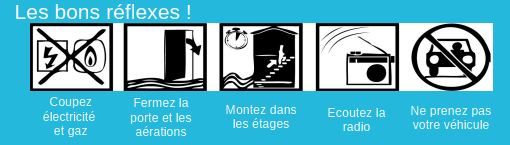 Les bons réflexes !
Coupez
électricité
et gaz
Fermez la
porte et les
aérations
Montez dans
les étages
Ecoutez la
radio
Ne prenez pas
votre véhicule